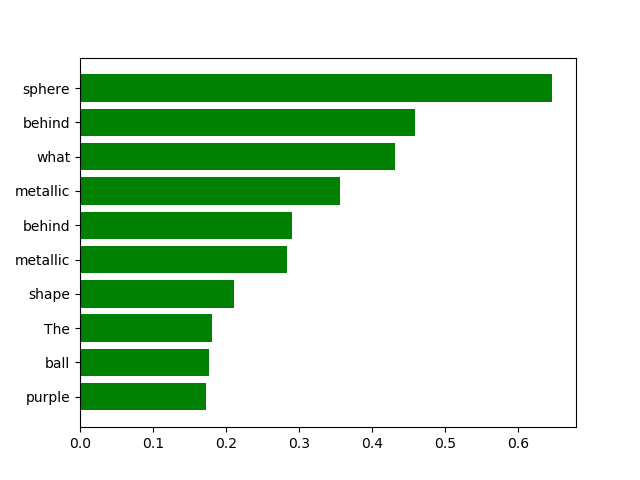 sphere
behind
what
metallic
behind
metallic
shape
The
ball
purple
0.0 0.1 0.2 0.3 0.4 0.5 0.6